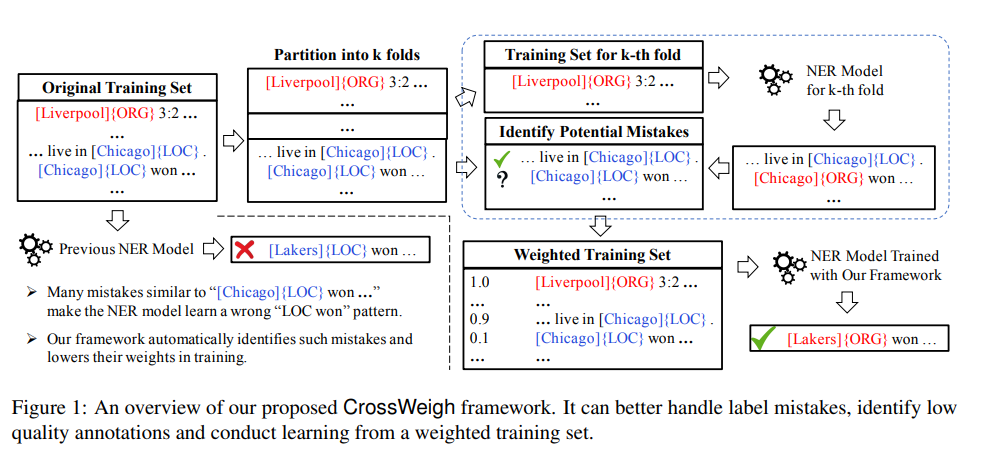 Partition into k folds
Training Set for k-th fold
Original Training Set
[Liverpool]{ORG} 3:2 ...
...
... live in [Chicago]{LOC} .
[Chicago]{LOC} won ...
...
[Liverpool]{ORG} 3:2 ...
...
...
... live in [Chicago]{LOC} .
[Chicago]{LOC} won ...
...
[Liverpool]{ORG} 3:2 ...
...
NER Model
for k-th fold
Identify Potential Mistakes
... live in [Chicago]{LOC} .
? [Chicago]{LOC} won ...
...
... live in [Chicago]{LOC} .
[Chicago]{ORG} won ...
...
Previous NER Model
[Lakers]{LOC} won ...
➤ Many mistakes similar to “[Chicago]{LOC} won ...”
make the NER model learn a wrong “LOC won” pattern.
➤ Our framework automatically identifies such mistakes and
lowers their weights in training.
Weighted Training Set
1.0 [Liverpool]{ORG} 3:2 ...
... ...
0.9 ... live in [Chicago]{LOC} .
0.1 [Chicago]{LOC} won ...
... ...
NER Model Trained
with Our Framework
[Lakers]{ORG} won ...
Figure 1: An overview of our proposed CrossWeigh framework. It can better handle label mistakes, identify low
quality annotations and conduct learning from a weighted training set.